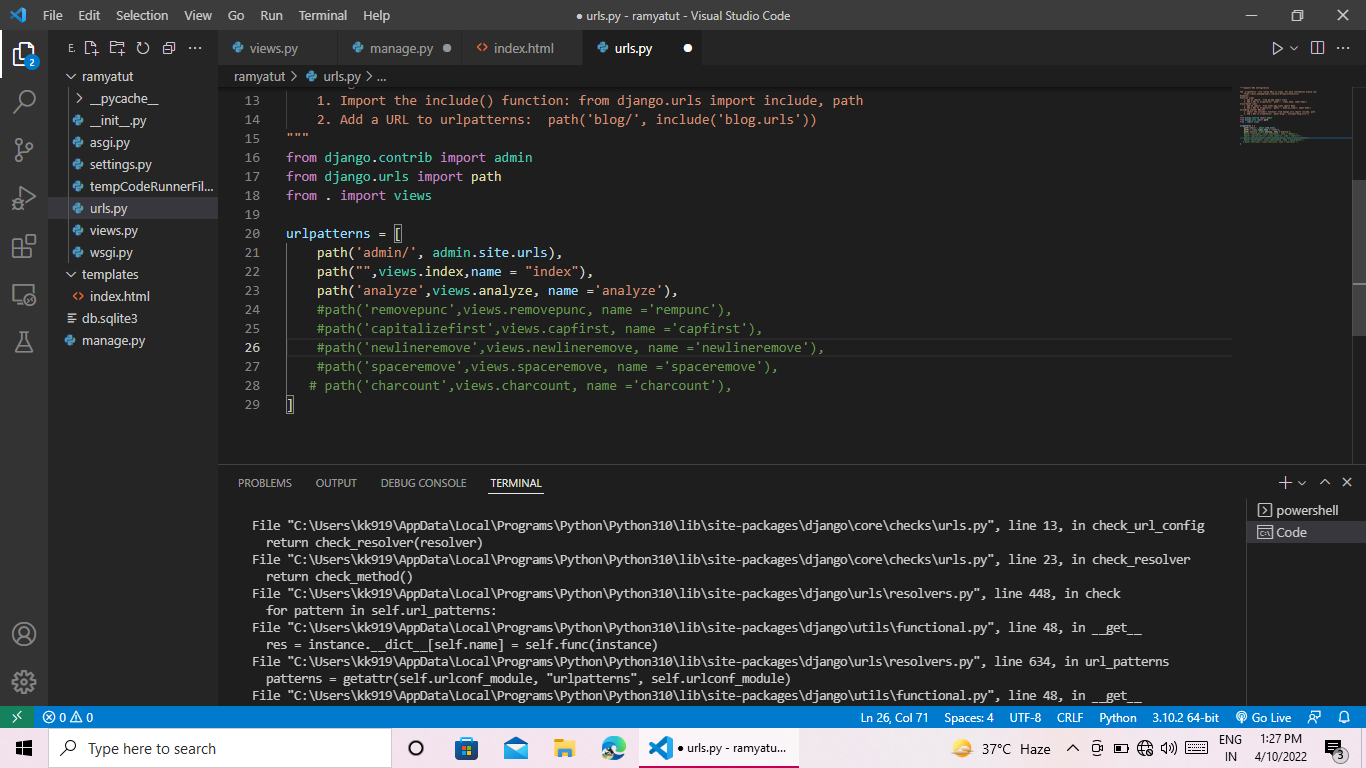 File Edit Selection View Go Run Terminal Help
● urls.py - ramyatut - Visual Studio Code
E.
views.py
manage.py
index.html
urls.py
ramyatut
__pycache__
__init__.py
asgi.py
settings.py
tempCodeRunnerFil...
urls.py
views.py
wsgi.py
templates
index.html
db.sqlite3
manage.py
2
ramyatut > urls.py > ...
13 1. Import the include() function: from django.urls import include, path
14 2. Add a URL to urlpatterns:  path('blog/', include('blog.urls'))
15 """
16 from django.contrib import admin
17 from django.urls import path
18 from . import views
19
20 urlpatterns = [
21 path('admin/', admin.site.urls),
22 path("",views.index,name = "index"),
23 path('analyze',views.analyze, name ='analyze'),
24 #path('removepunc',views.removepunc, name ='rempunc'),
25 #path('capitalizefirst',views.capfirst, name ='capfirst'),
26 #path('newlineremove',views.newlineremove, name ='newlineremove'),
27 #path('spaceremove',views.spaceremove, name ='spaceremove'),
28 # path('charcount',views.charcount, name ='charcount'),
29 ]
PROBLEMS OUTPUT DEBUG CONSOLE TERMINAL
File "C:\Users\kk919\AppData\Local\Programs\Python\Python310\lib\site-packages\django\core\checks\urls.py", line 13, in check_url_config
return check_resolver(resolver)
File "C:\Users\kk919\AppData\Local\Programs\Python\Python310\lib\site-packages\django\core\checks\urls.py", line 23, in check_resolver
return check_method()
File "C:\Users\kk919\AppData\Local\Programs\Python\Python310\lib\site-packages\django\urls\resolvers.py", line 448, in check
for pattern in self.url_patterns:
File "C:\Users\kk919\AppData\Local\Programs\Python\Python310\lib\site-packages\django\utils\functional.py", line 48, in __get__
res = instance.__dict__[self.name] = self.func(instance)
File "C:\Users\kk919\AppData\Local\Programs\Python\Python310\lib\site-packages\django\urls\resolvers.py", line 634, in url_patterns
patterns = getattr(self.urlconf_module, "urlpatterns", self.urlconf_module)
File "C:\Users\kk919\AppData\Local\Programs\Python\Python310\lib\site-packages\django\utils\functional.py", line 48, in __get__
powershell
Code
0 0
Ln 26, Col 71 Spaces: 4 UTF-8 CRLF Python 3.10.2 64-bit Go Live
Type here to search
● urls.py - ramyatu...
37°C Haze
ENG
IN
1:27 PM
4/10/2022
3